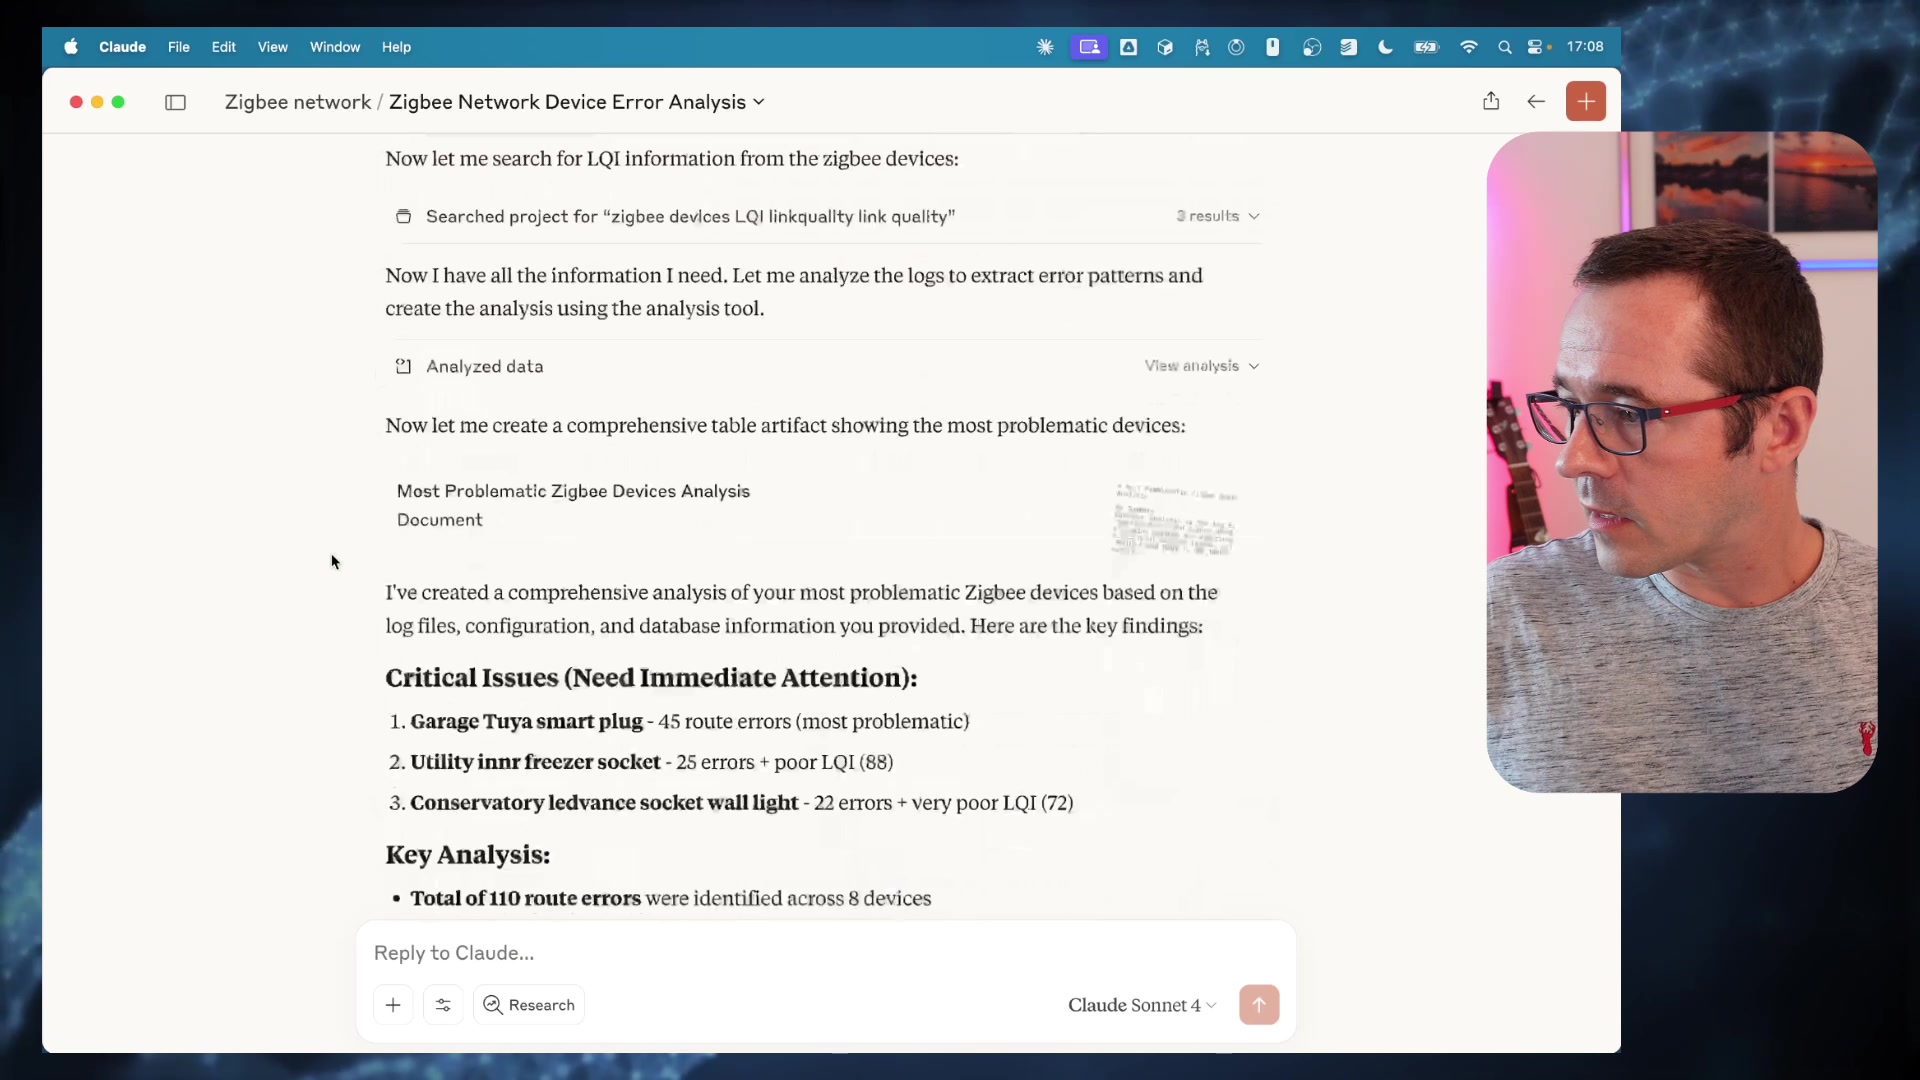 Claude File Edit View Window Help 17:08
Zigbee network / Zigbee Network Device Error Analysis
Now let me search for LQI information from the zigbee devices:
Searched project for “zigbee devices LQI linkquality link quality” 3 results
Now I have all the information I need. Let me analyze the logs to extract error patterns and
create the analysis using the analysis tool.
Analyzed data View analysis
Now let me create a comprehensive table artifact showing the most problematic devices:
Most Problematic Zigbee Devices Analysis
Document
I've created a comprehensive analysis of your most problematic Zigbee devices based on the
log files, configuration, and database information you provided. Here are the key findings:
Critical Issues (Need Immediate Attention):
1. Garage Tuya smart plug - 45 route errors (most problematic)
2. Utility innr freezer socket - 25 errors + poor LQI (88)
3. Conservatory ledvance socket wall light - 22 errors + very poor LQI (72)
Key Analysis:
• Total of 110 route errors were identified across 8 devices
Reply to Claude...
Research Claude Sonnet 4